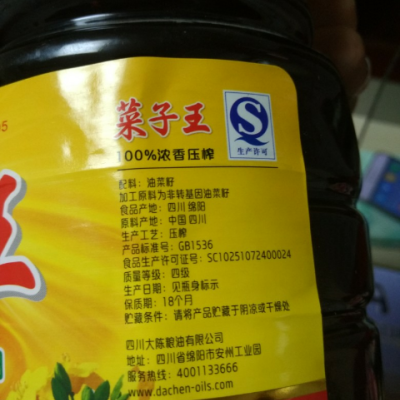 菜子王
100%浓香压榨
生产许可
配料：油菜籽
加工原料为非转基因油菜籽
食品产地：四川 绵阳
原料产地：中国 四川
生产工艺：压榨
产品标准号：GB1536
食品生产许可证号：SC10251072400024
质量等级：四级
生产日期：见瓶身标示
保质期：18个月
贮藏条件：请将产品贮藏于阴凉或干燥处
四川大陈粮油有限公司
地址：四川省绵阳市安州工业园
服务热线：4001133666
www.dachen-oils.com